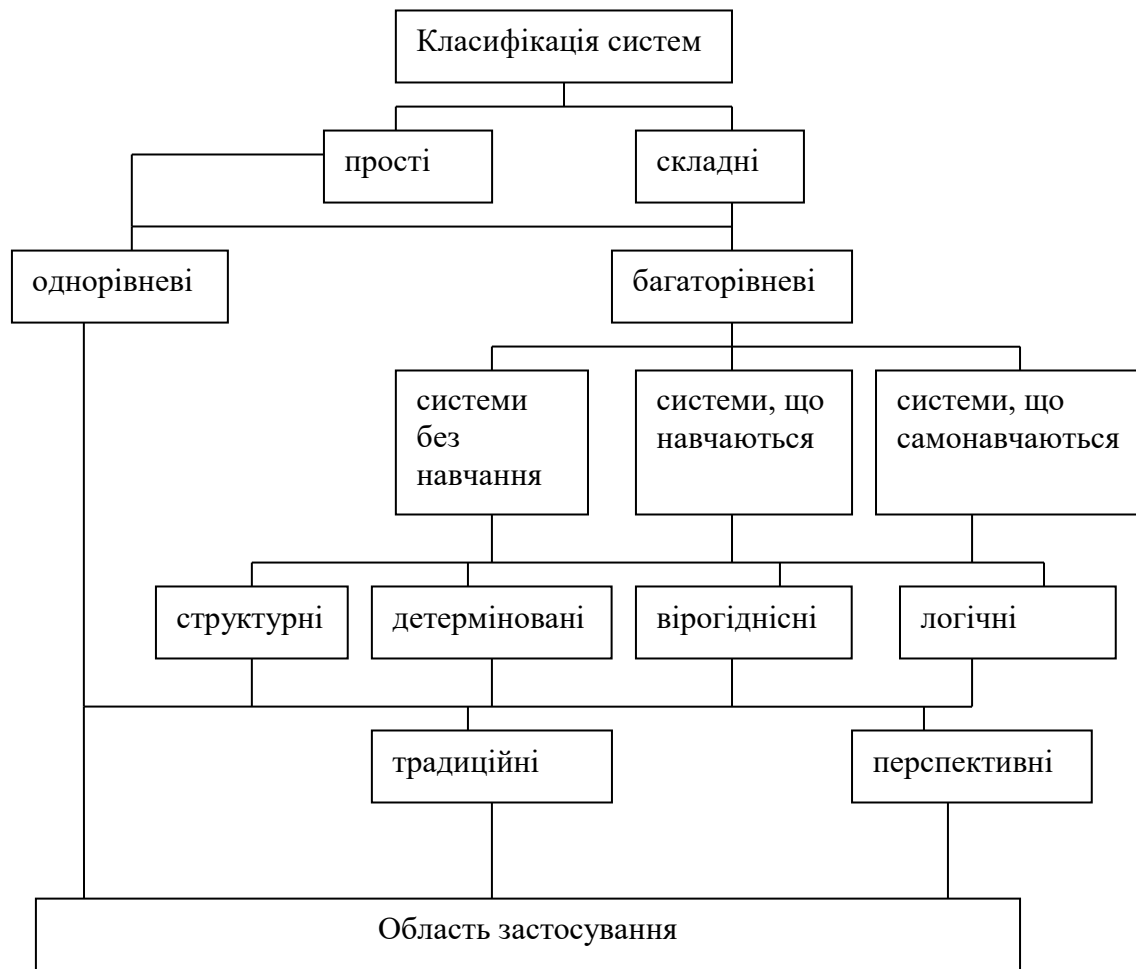 Класифікація систем
прості
складні
однорівневі
багаторівневі
системи
без
навчання
системи, що
навчаються
системи, що
самонавчаються
структурні
детерміновані
вірогіднісні
логічні
традиційні
перспективні
Область застосування